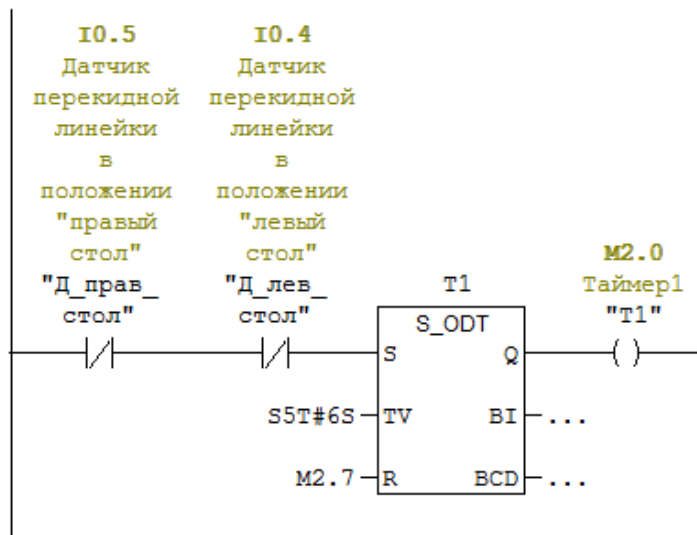 I0.5
Датчик
перекидной
линейки
в
положении
"правый
стол"
"Д_прав_
стол"
I0.4
Датчик
перекидной
линейки
в
положении
"левый
стол"
"Д_лев_
стол"
T1
S_ODT
S
Q
M2.0
Таймер1
"T1"
S5T#6S
TV
BI
...
M2.7
R
BCD
...